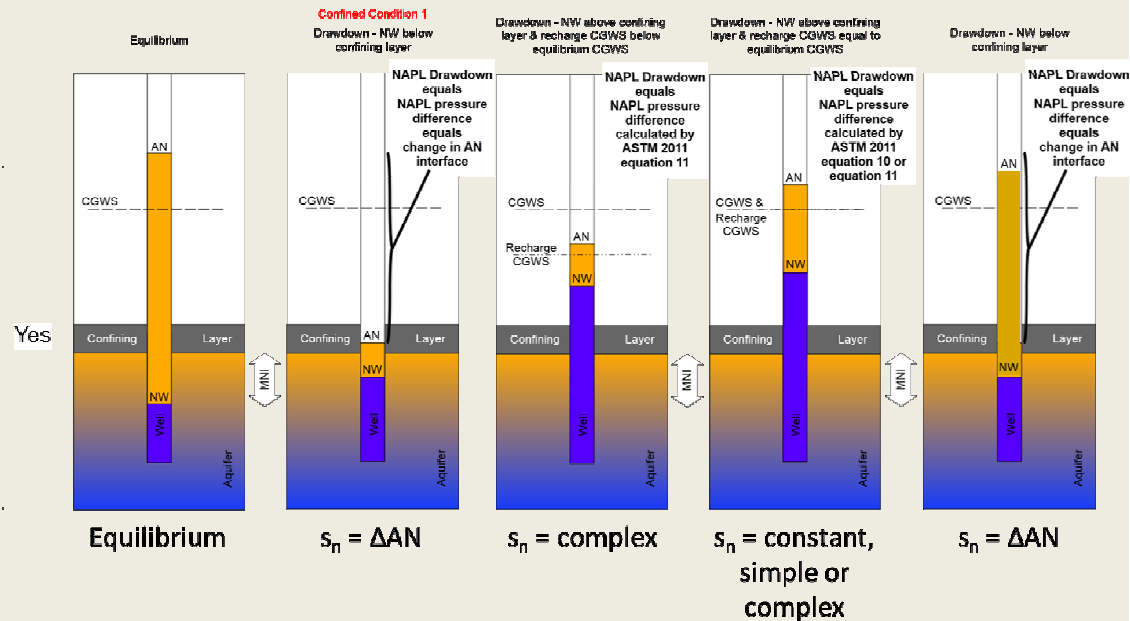 Equilibrium
Confined Condition 1
Drawdown - NW below
confining layer
Drawdown - NW above confining
layer & recharge CGWS below
equilibrium CGWS
Drawdown - NW above confining
layer & recharge CGWS equal to
equilibrium CGWS
Drawdown - NW below
confining layer
NAPL Drawdown
equals
NAPL pressure
difference
equals
change in AN
interface
NAPL Drawdown
equals
NAPL pressure
difference
calculated by
ASTM 2011
equation 11
NAPL Drawdown
equals
NAPL pressure
difference
calculated by
ASTM 2011
equation 10 or
equation 11
NAPL Drawdown
equals
NAPL pressure
difference
equals
change in AN
interface
Yes
AN
CGWS
Confining Layer
NW
Well
Aquifer
MNI
CGWS
AN
Confining Layer
NW
Well
Aquifer
CGWS
AN
Recharge
CGWS
NW
Confining Layer
Well
Aquifer
MNI
AN
CGWS &
Recharge
CGWS
NW
Confining Layer
Well
Aquifer
MNI
AN
CGWS
Confining Layer
NW
Well
Aquifer
Equilibrium
sₙ = ΔAN
sₙ = complex
sₙ = constant,
simple or
complex
sₙ = ΔAN